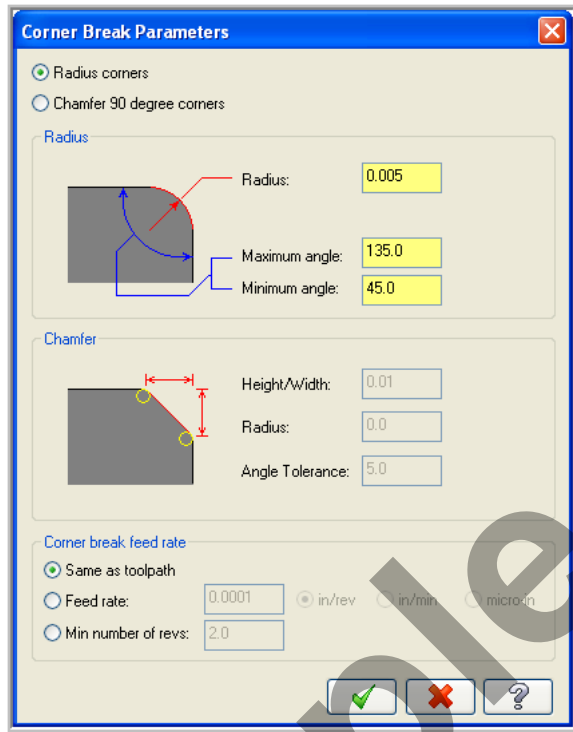 Corner Break Parameters
Radius corners
Chamfer 90 degree corners
Radius
Radius: 0.005
Maximum angle: 135.0
Minimum angle: 45.0
Chamfer
Height/Width: 0.01
Radius: 0.0
Angle Tolerance: 5.0
Corner break feed rate
Same as toolpath
Feed rate: 0.0001 in/rev in/min micro-in
Min number of revs: 2.0